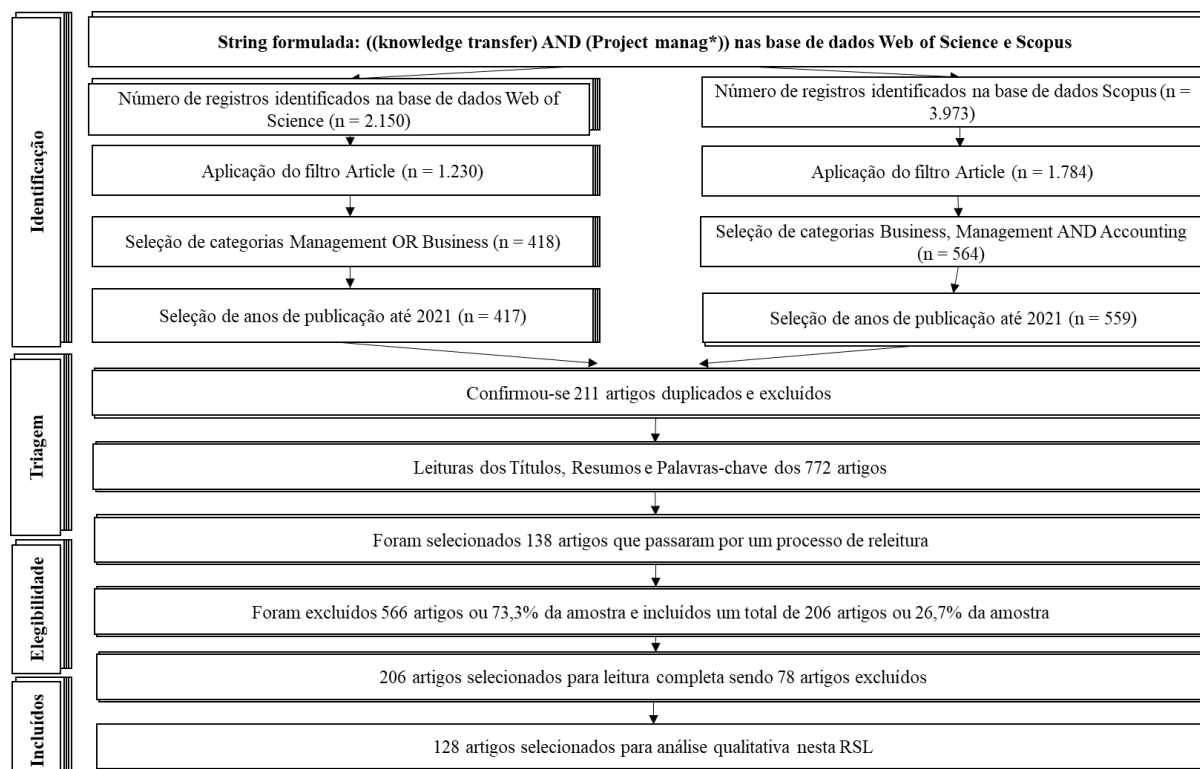 String formulada: ((knowledge transfer) AND (Project manag*)) nas base de dados Web of Science e Scopus
Identificação
Número de registros identificados na base de dados Web of
Science (n = 2.150)
Número de registros identificados na base de dados Scopus (n =
3.973)
Aplicação do filtro Article (n = 1.230)
Aplicação do filtro Article (n = 1.784)
Seleção de categorias Management OR Business (n = 418)
Seleção de categorias Business, Management AND Accounting
(n = 564)
Seleção de anos de publicação até 2021 (n = 417)
Seleção de anos de publicação até 2021 (n = 559)
Triagem
Confirmou-se 211 artigos duplicados e excluídos
Leituras dos Títulos, Resumos e Palavras-chave dos 772 artigos
Foram selecionados 138 artigos que passaram por um processo de releitura
Elegibilidade
Foram excluídos 566 artigos ou 73,3% da amostra e incluídos um total de 206 artigos ou 26,7% da amostra
206 artigos selecionados para leitura completa sendo 78 artigos excluídos
Incluídos
128 artigos selecionados para análise qualitativa nesta RSL